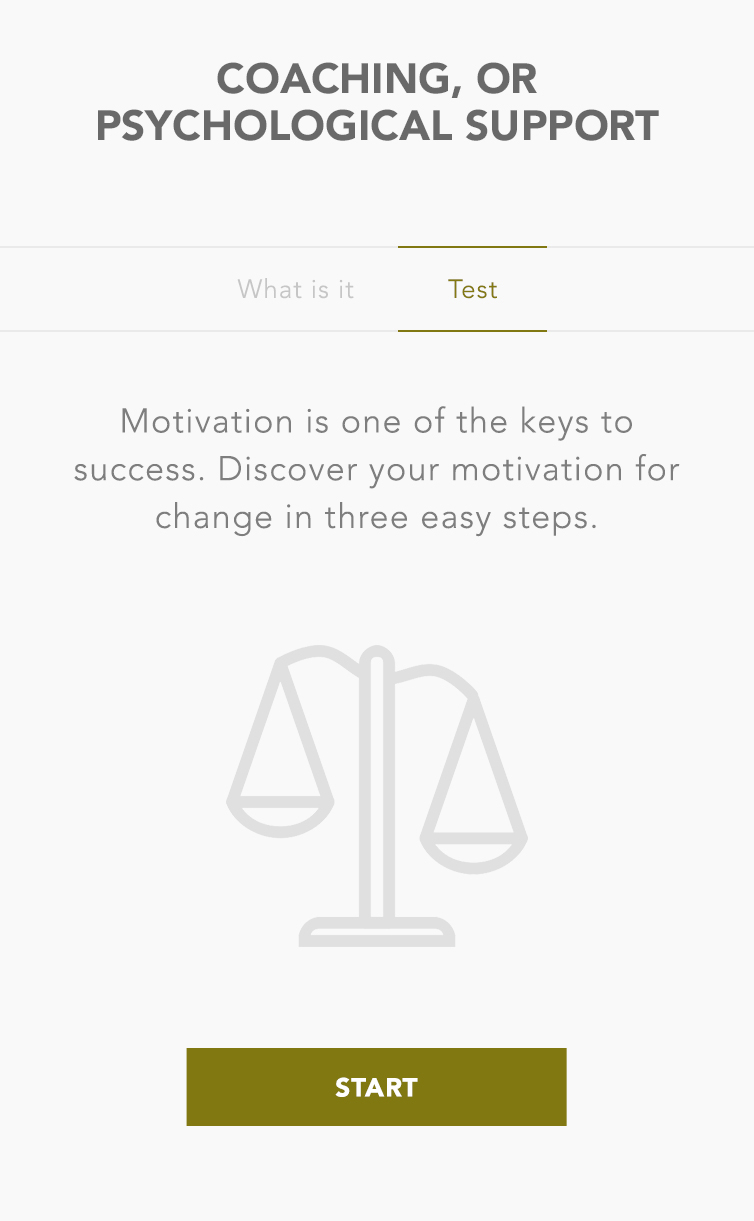 COACHING, OR
PSYCHOLOGICAL SUPPORT
What is it
Test
Motivation is one of the keys to
success. Discover your motivation for
change in three easy steps.
START